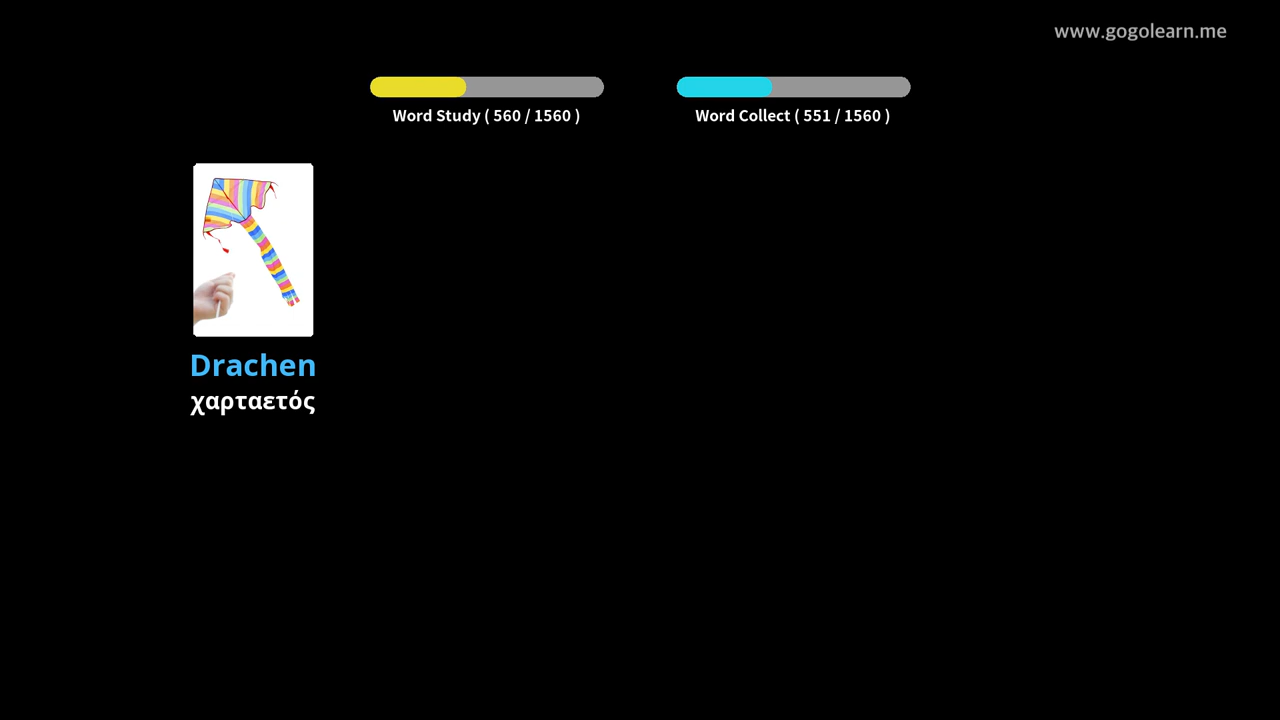 www.gogolearn.me
Word Study ( 560 / 1560 )
Word Collect ( 551 / 1560 )
Drachen
χαρταετός